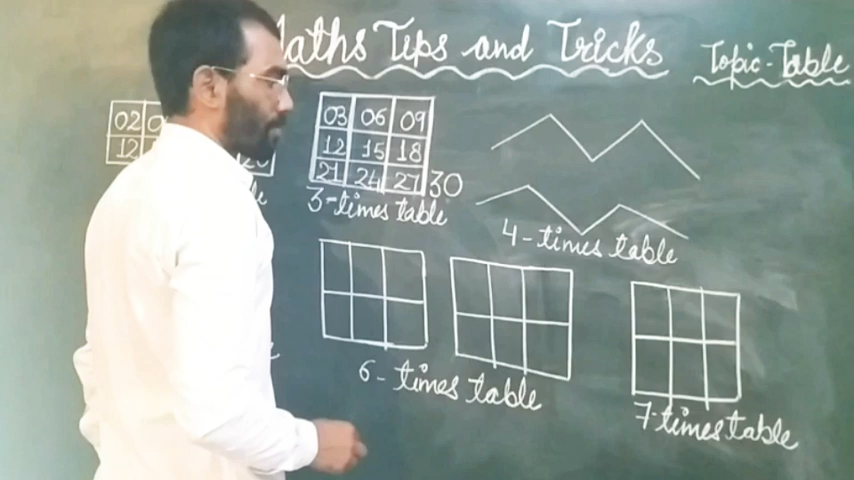 Maths Tips and Tricks
Topic-Table
02
12
03 06 09
12 15 18
21 24 27 30
3-times table
4-times table
6- times table
7-times table